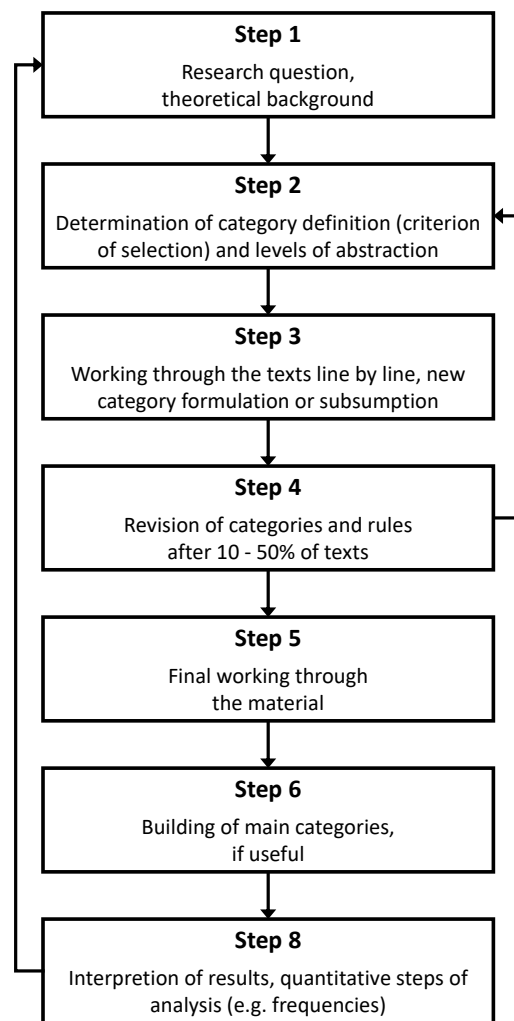 Step 1
Research question,
theoretical background
Step 2
Determination of category definition (criterion
of selection) and levels of abstraction
Step 3
Working through the texts line by line, new
category formulation or subsumption
Step 4
Revision of categories and rules
after 10 - 50% of texts
Step 5
Final working through
the material
Step 6
Building of main categories,
if useful
Step 8
Interpretion of results, quantitative steps of
analysis (e.g. frequencies)